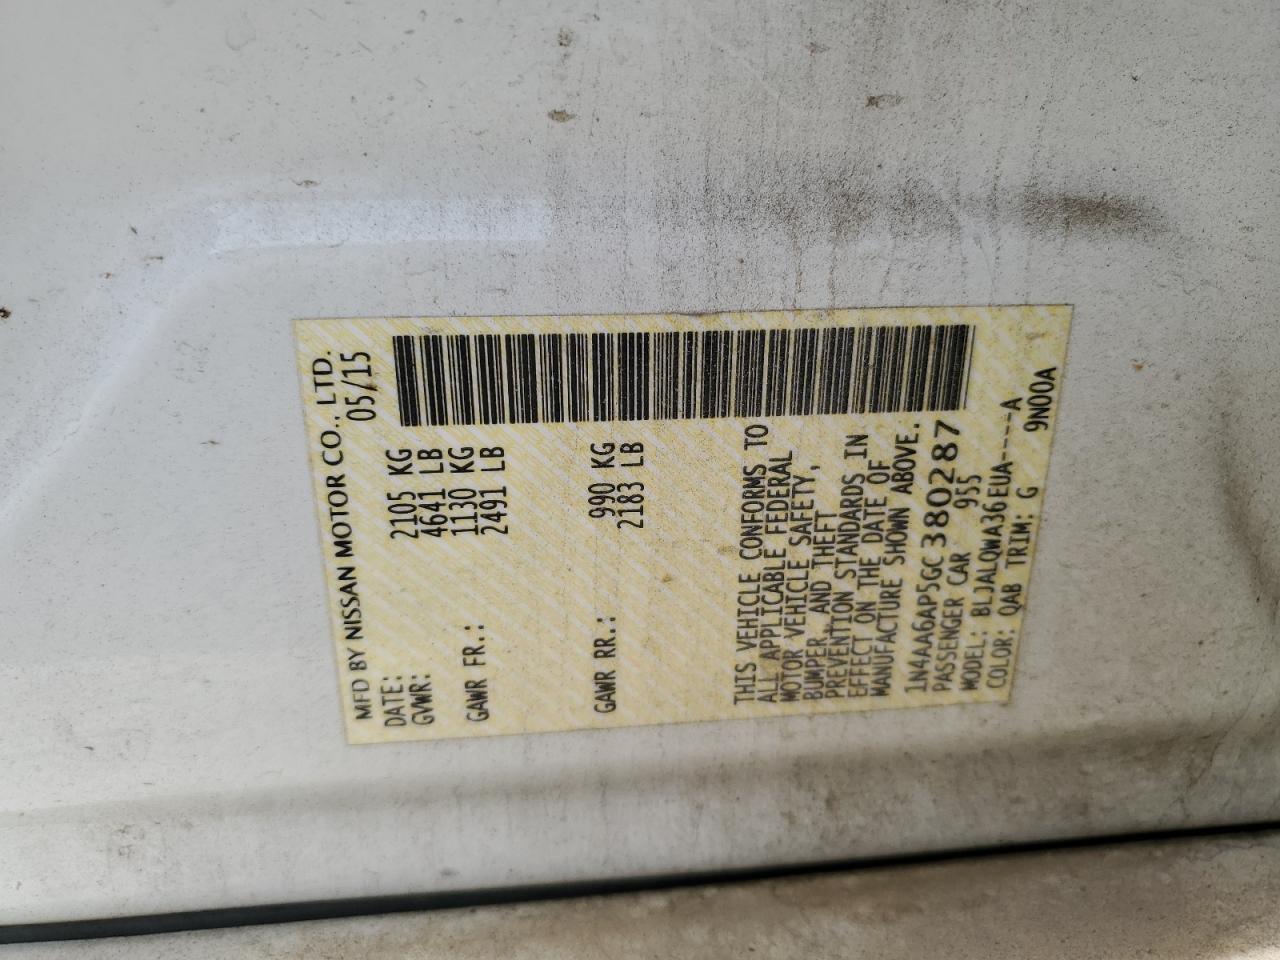 MFD BY NISSAN MOTOR CO., LTD.
DATE: 05/15
GVWR: 2105 KG
4641 LB
GAWR FR.: 1130 KG
2491 LB
GAWR RR.: 990 KG
2183 LB
THIS VEHICLE CONFORMS TO
ALL APPLICABLE FEDERAL
MOTOR VEHICLE SAFETY,
BUMPER, AND THEFT
PREVENTION STANDARDS IN
EFFECT ON THE DATE OF
MANUFACTURE SHOWN ABOVE.
1N4AA6AP5GC380287
PASSENGER CAR 955
MODEL: BLJALQWA36EUA----A
COLOR: QAB TRIM: G 9N00A